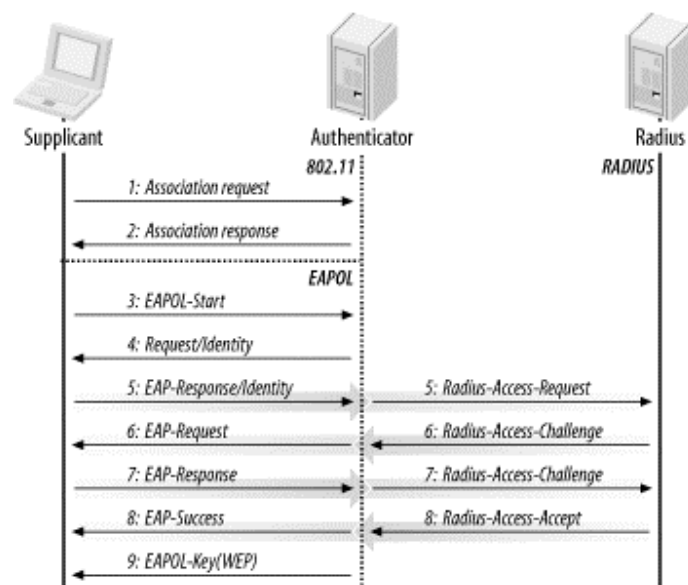 Supplicant Authenticator Radius
802.11 RADIUS
1: Association request
2: Association response
EAPOL
3: EAPOL-Start
4: Request/Identity
5: EAP-Response/Identity 5: Radius-Access-Request
6: EAP-Request 6: Radius-Access-Challenge
7: EAP-Response 7: Radius-Access-Challenge
8: EAP-Success 8: Radius-Access-Accept
9: EAPOL-Key(WEP)